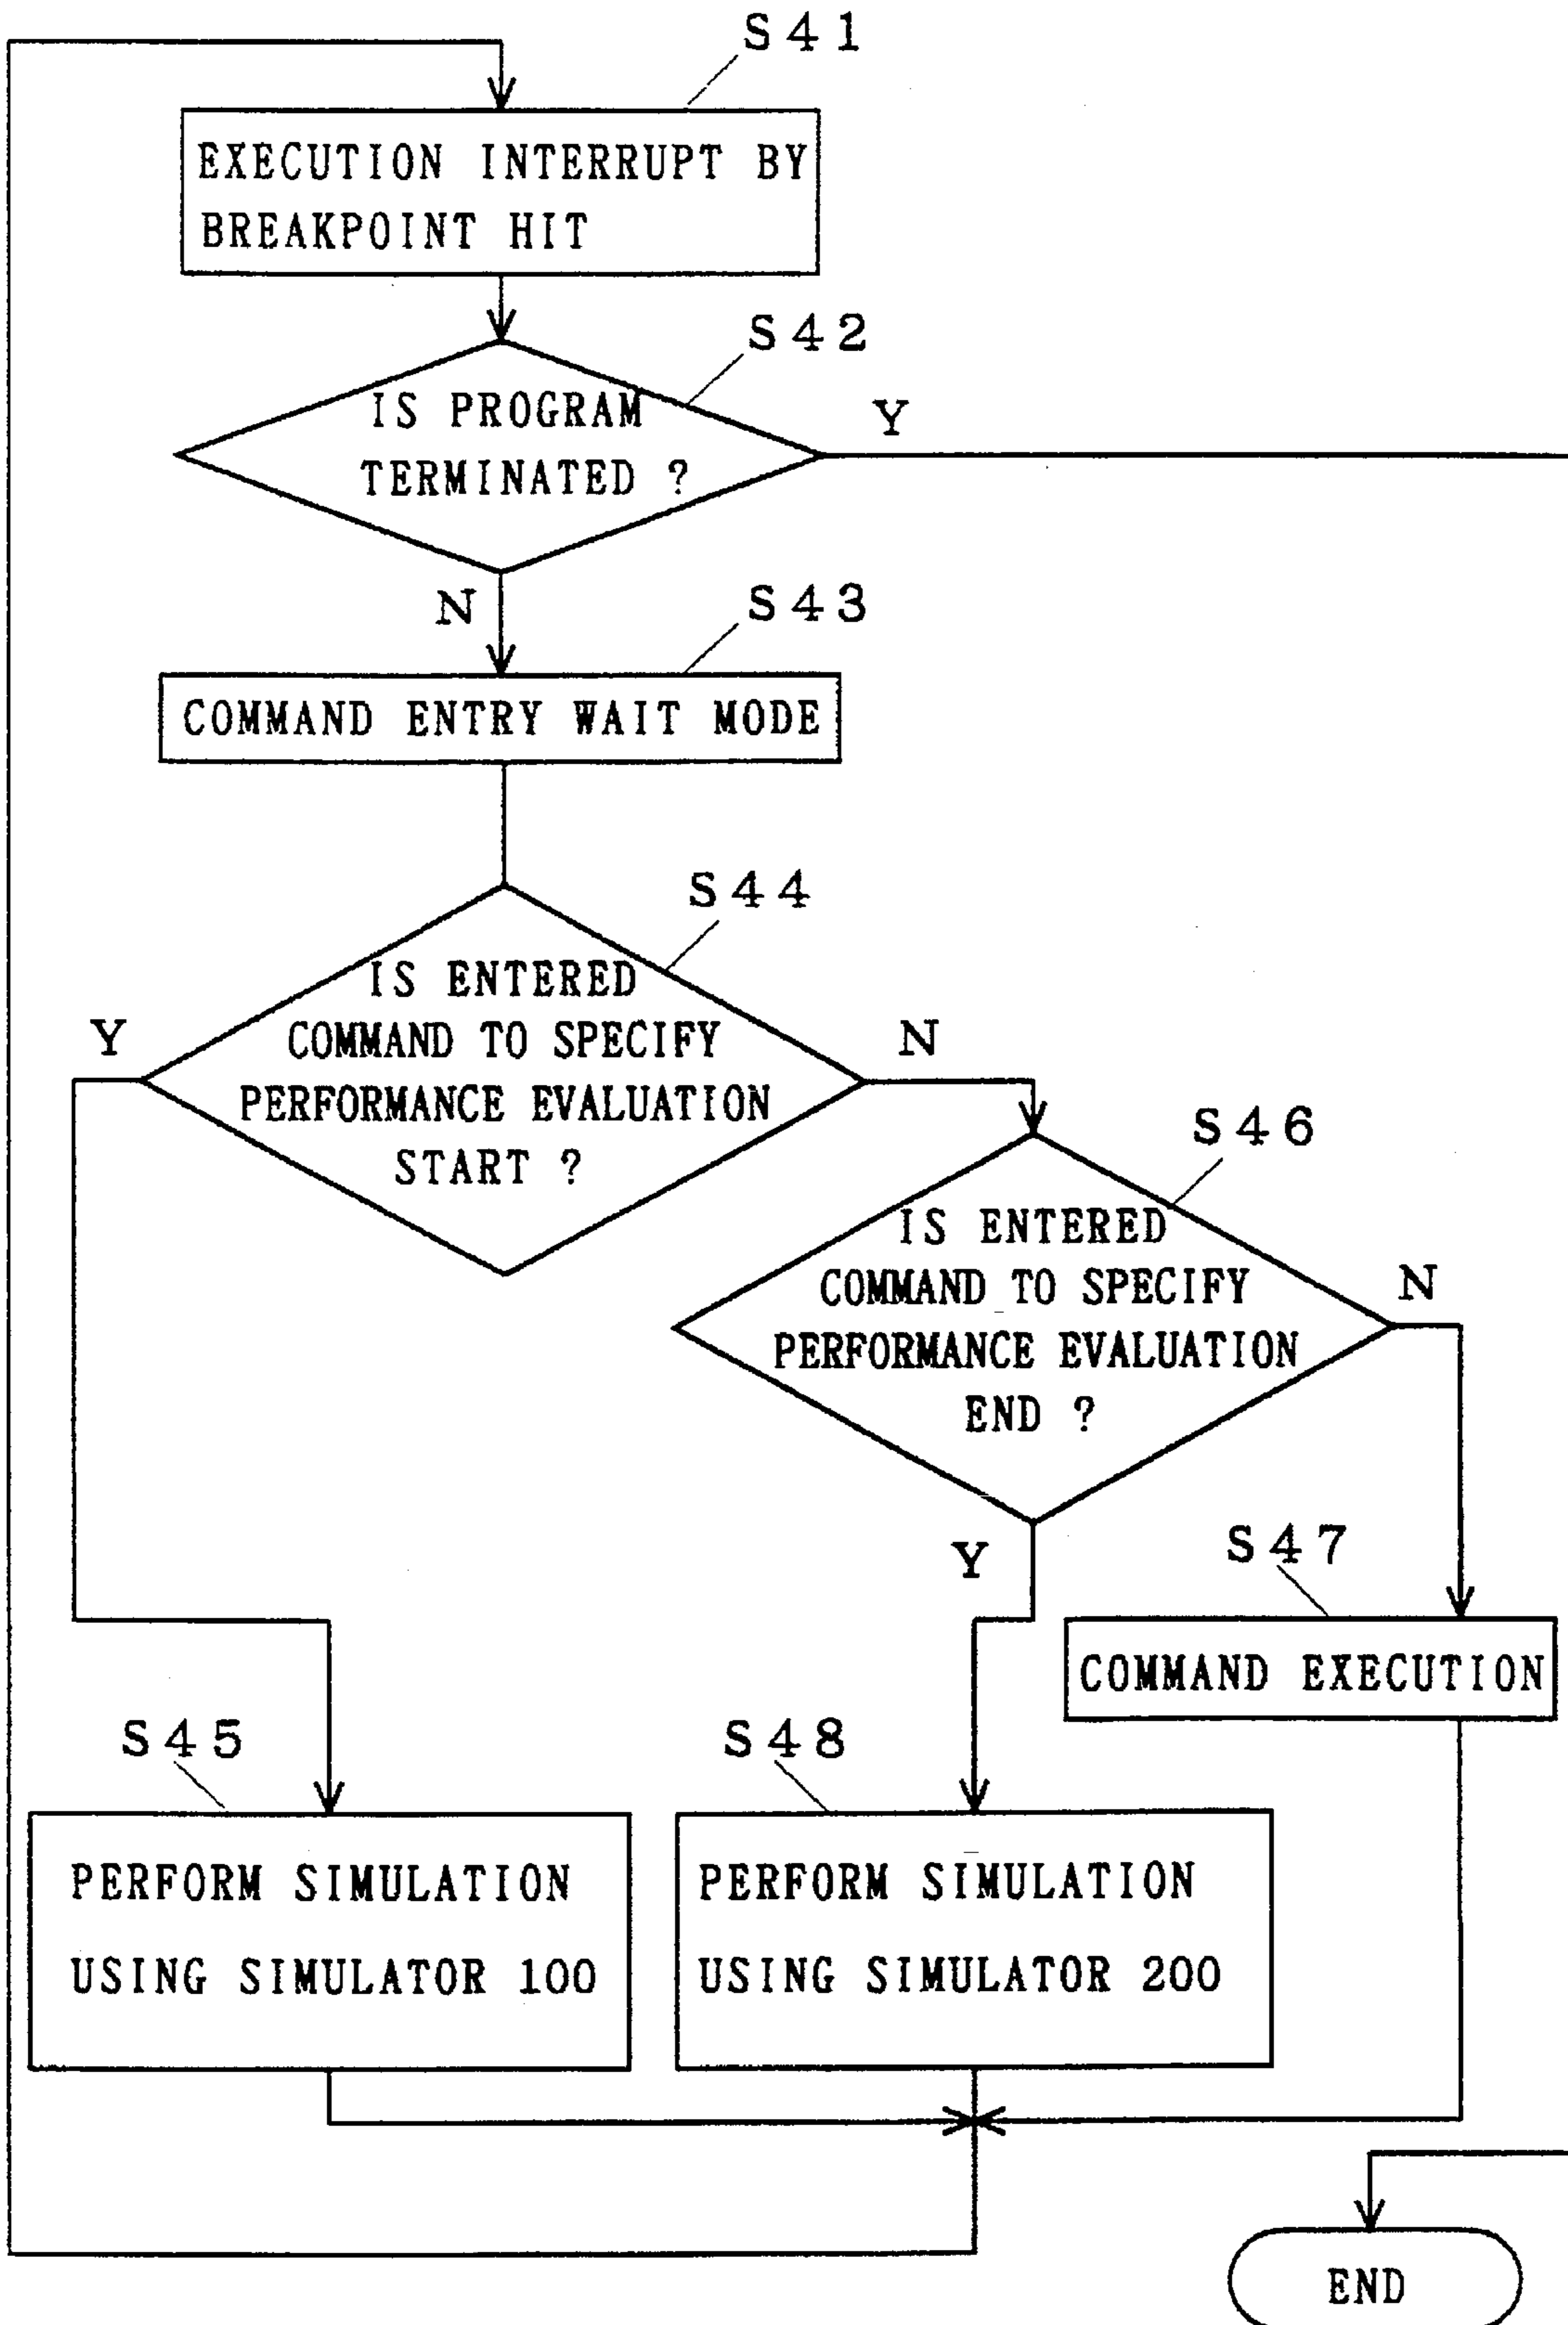 S41
EXECUTION INTERRUPT BY
BREAKPOINT HIT
S42
IS PROGRAM
TERMINATED ?
Y
N
S43
COMMAND ENTRY WAIT MODE
S44
IS ENTERED
COMMAND TO SPECIFY
PERFORMANCE EVALUATION
START ?
Y
N
S46
IS ENTERED
COMMAND TO SPECIFY
PERFORMANCE EVALUATION
END ?
N
Y
S47
COMMAND EXECUTION
S45
PERFORM SIMULATION
USING SIMULATOR 100
S48
PERFORM SIMULATION
USING SIMULATOR 200
END